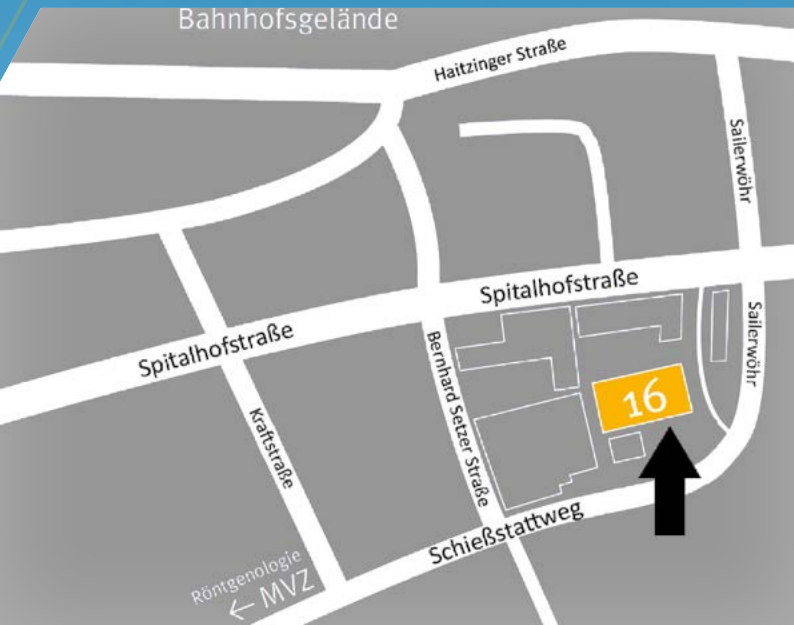 Bahnhofsgelände
Haitzinger Straße
Sailerwöhr
Spitalhofstraße
Spitalhofstraße
Sailerwöhr
Bernhard Setzer Straße
16
Kraftstraße
Schießstattweg
Röntgenologie
← MVZ